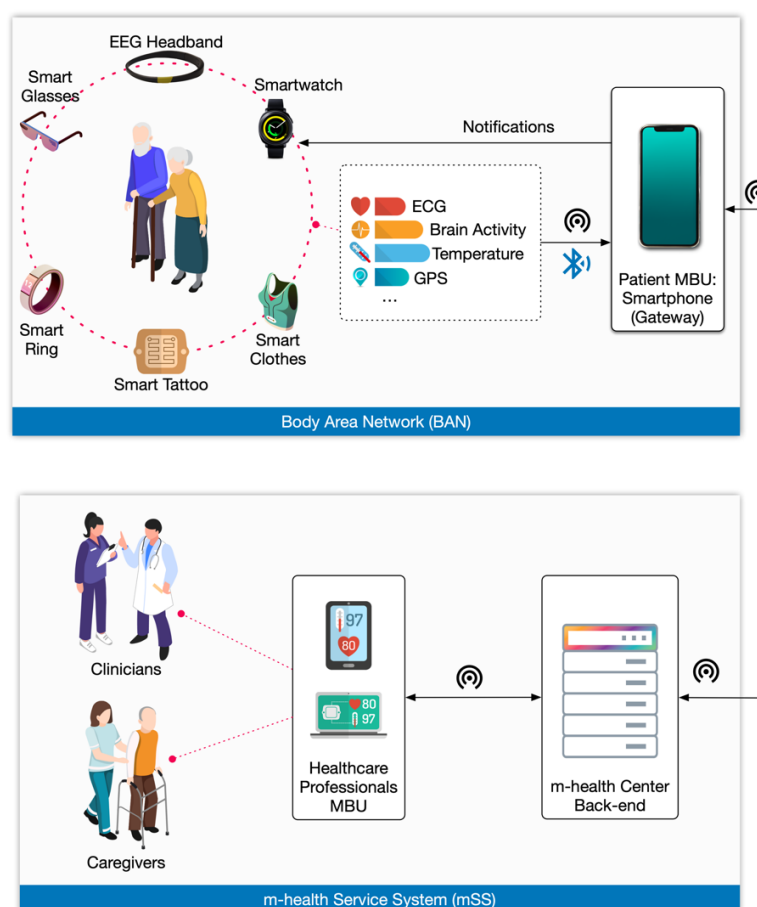 EEG Headband
Smart
Glasses
Smartwatch
Notifications
ECG
Brain Activity
Temperature
GPS
...
Patient MBU:
Smartphone
(Gateway)
Smart
Ring
Smart Tattoo
Smart
Clothes
Body Area Network (BAN)
Clinicians
97
80
80
97
Healthcare
Professionals
MBU
m-health Center
Back-end
Caregivers
m-health Service System (mSS)